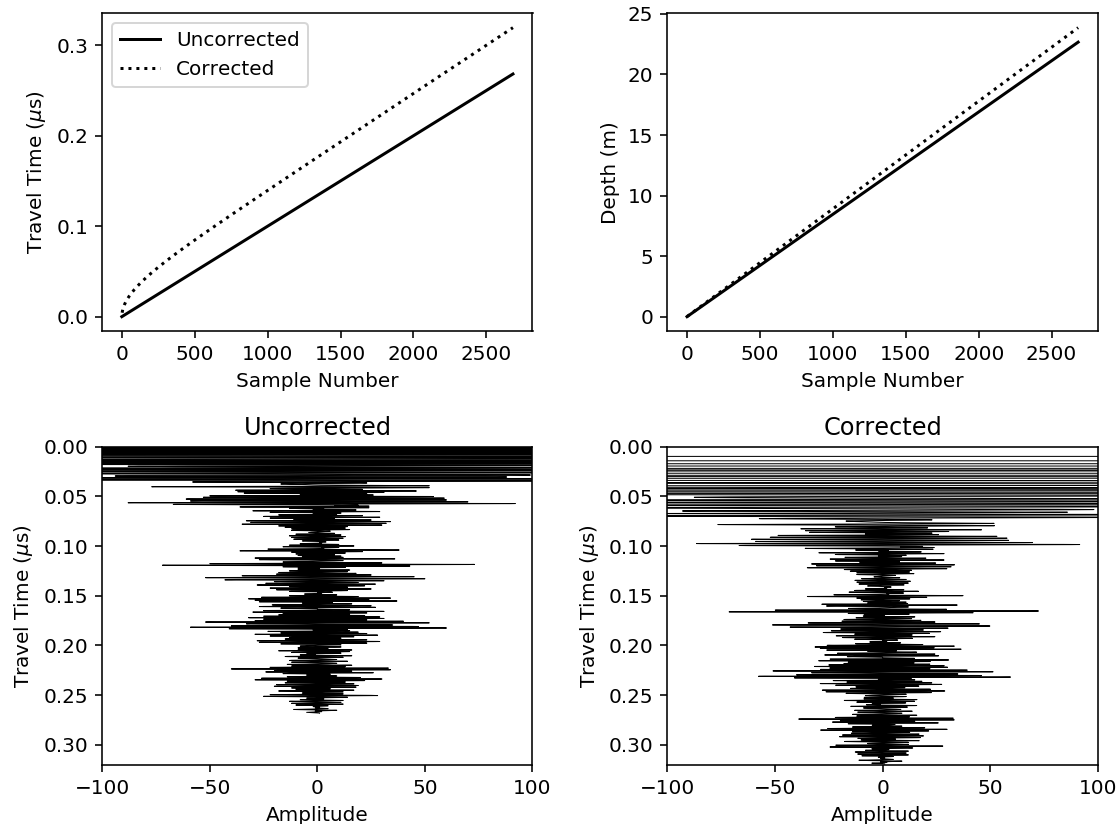 Uncorrected
Corrected
Travel Time (μs)
0.3
0.2
0.1
0.0
0 500 1000 1500 2000 2500
Sample Number
Depth (m)
25
20
15
10
5
0
0 500 1000 1500 2000 2500
Sample Number
Uncorrected
Travel Time (μs)
0.00
0.05
0.10
0.15
0.20
0.25
0.30
−100 −50 0 50 100
Amplitude
Corrected
Travel Time (μs)
0.00
0.05
0.10
0.15
0.20
0.25
0.30
−100 −50 0 50 100
Amplitude